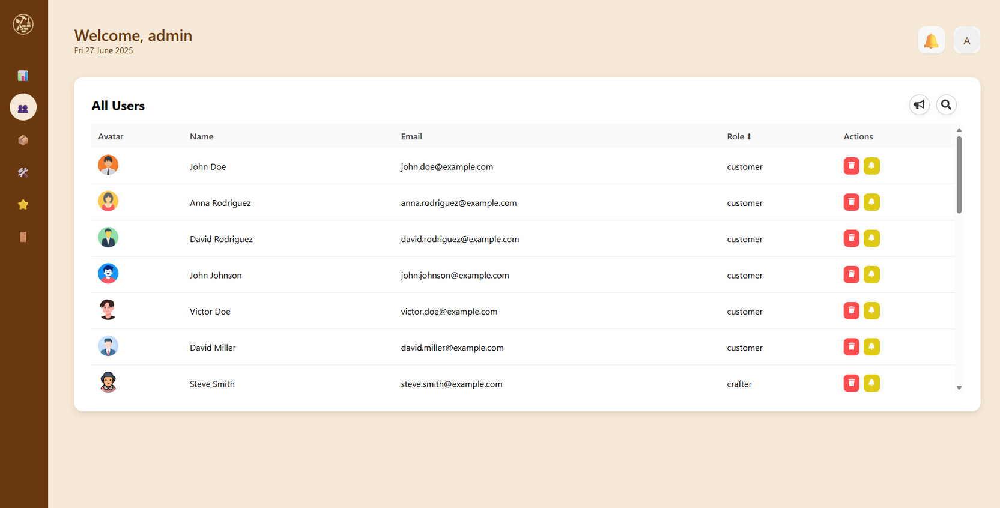 Welcome, admin
Fri 27 June 2025
A
All Users
Avatar Name Email Role Actions
John Doe john.doe@example.com customer
Anna Rodriguez anna.rodriguez@example.com customer
David Rodriguez david.rodriguez@example.com customer
John Johnson john.johnson@example.com customer
Victor Doe victor.doe@example.com customer
David Miller david.miller@example.com customer
Steve Smith steve.smith@example.com crafter